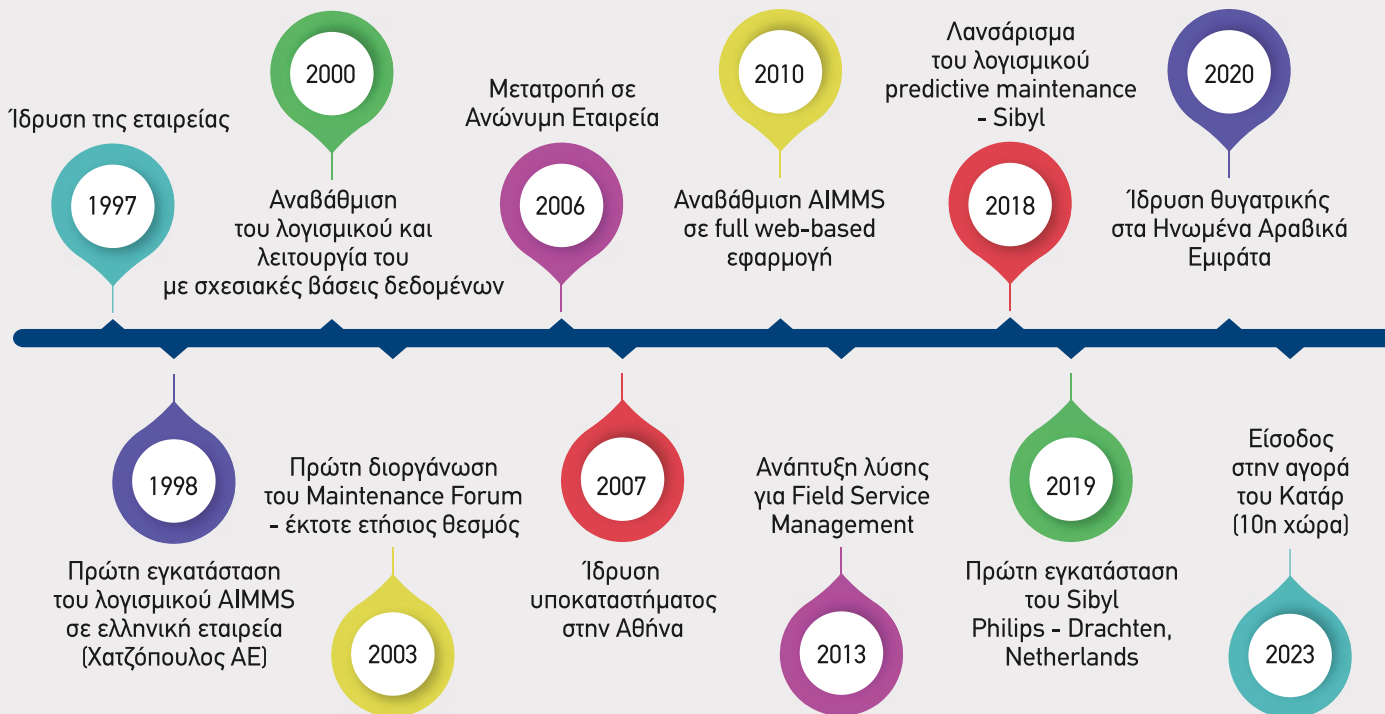 Ίδρυση της εταιρείας
1997
2000
Αναβάθμιση
του λογισμικού και
λειτουργία του
με σχεσιακές βάσεις δεδομένων
Μετατροπή σε
Ανώνυμη Εταιρεία
2006
2010
Αναβάθμιση AIMMS
σε full web-based
εφαρμογή
Λανσάρισμα
του λογισμικού
predictive maintenance
- Sibyl
2018
2020
Ίδρυση θυγατρικής
στα Ηνωμένα Αραβικά
Εμιράτα
1998
Πρώτη εγκατάσταση
του λογισμικού AIMMS
σε ελληνική εταιρεία
(Χατζόπουλος ΑΕ)
Πρώτη διοργάνωση
του Maintenance Forum
- έκτοτε ετήσιος θεσμός
2003
2007
Ίδρυση
υποκαταστήματος
στην Αθήνα
Ανάπτυξη λύσης
για Field Service
Management
2013
2019
Πρώτη εγκατάσταση
του Sibyl
Philips - Drachten,
Netherlands
Είσοδος
στην αγορά
του Κατάρ
(10η χώρα)
2023